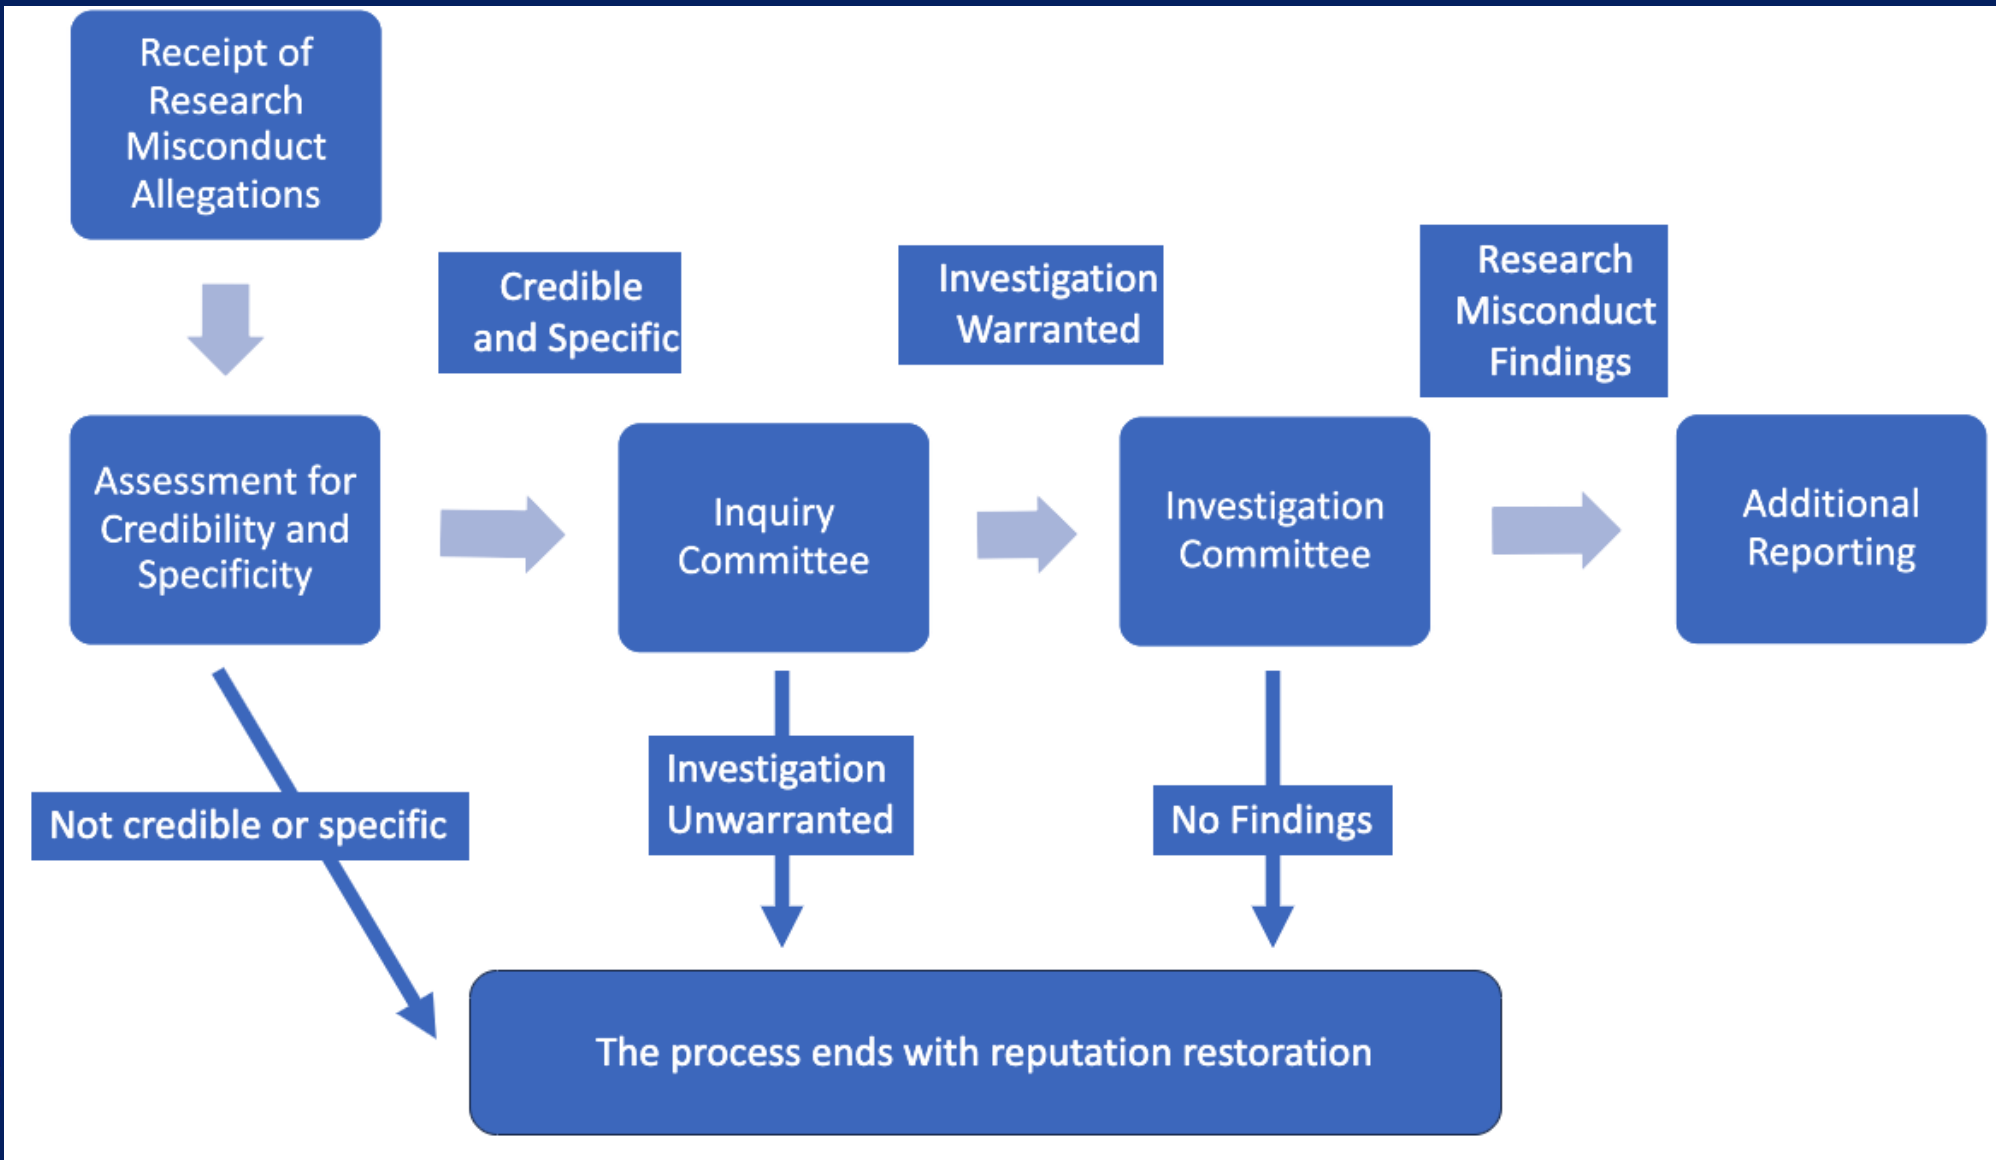 Receipt of
Research
Misconduct
Allegations
Credible
and Specific
Investigation
Warranted
Research
Misconduct
Findings
Assessment for
Credibility and
Specificity
Inquiry
Committee
Investigation
Committee
Additional
Reporting
Not credible or specific
Investigation
Unwarranted
No Findings
The process ends with reputation restoration